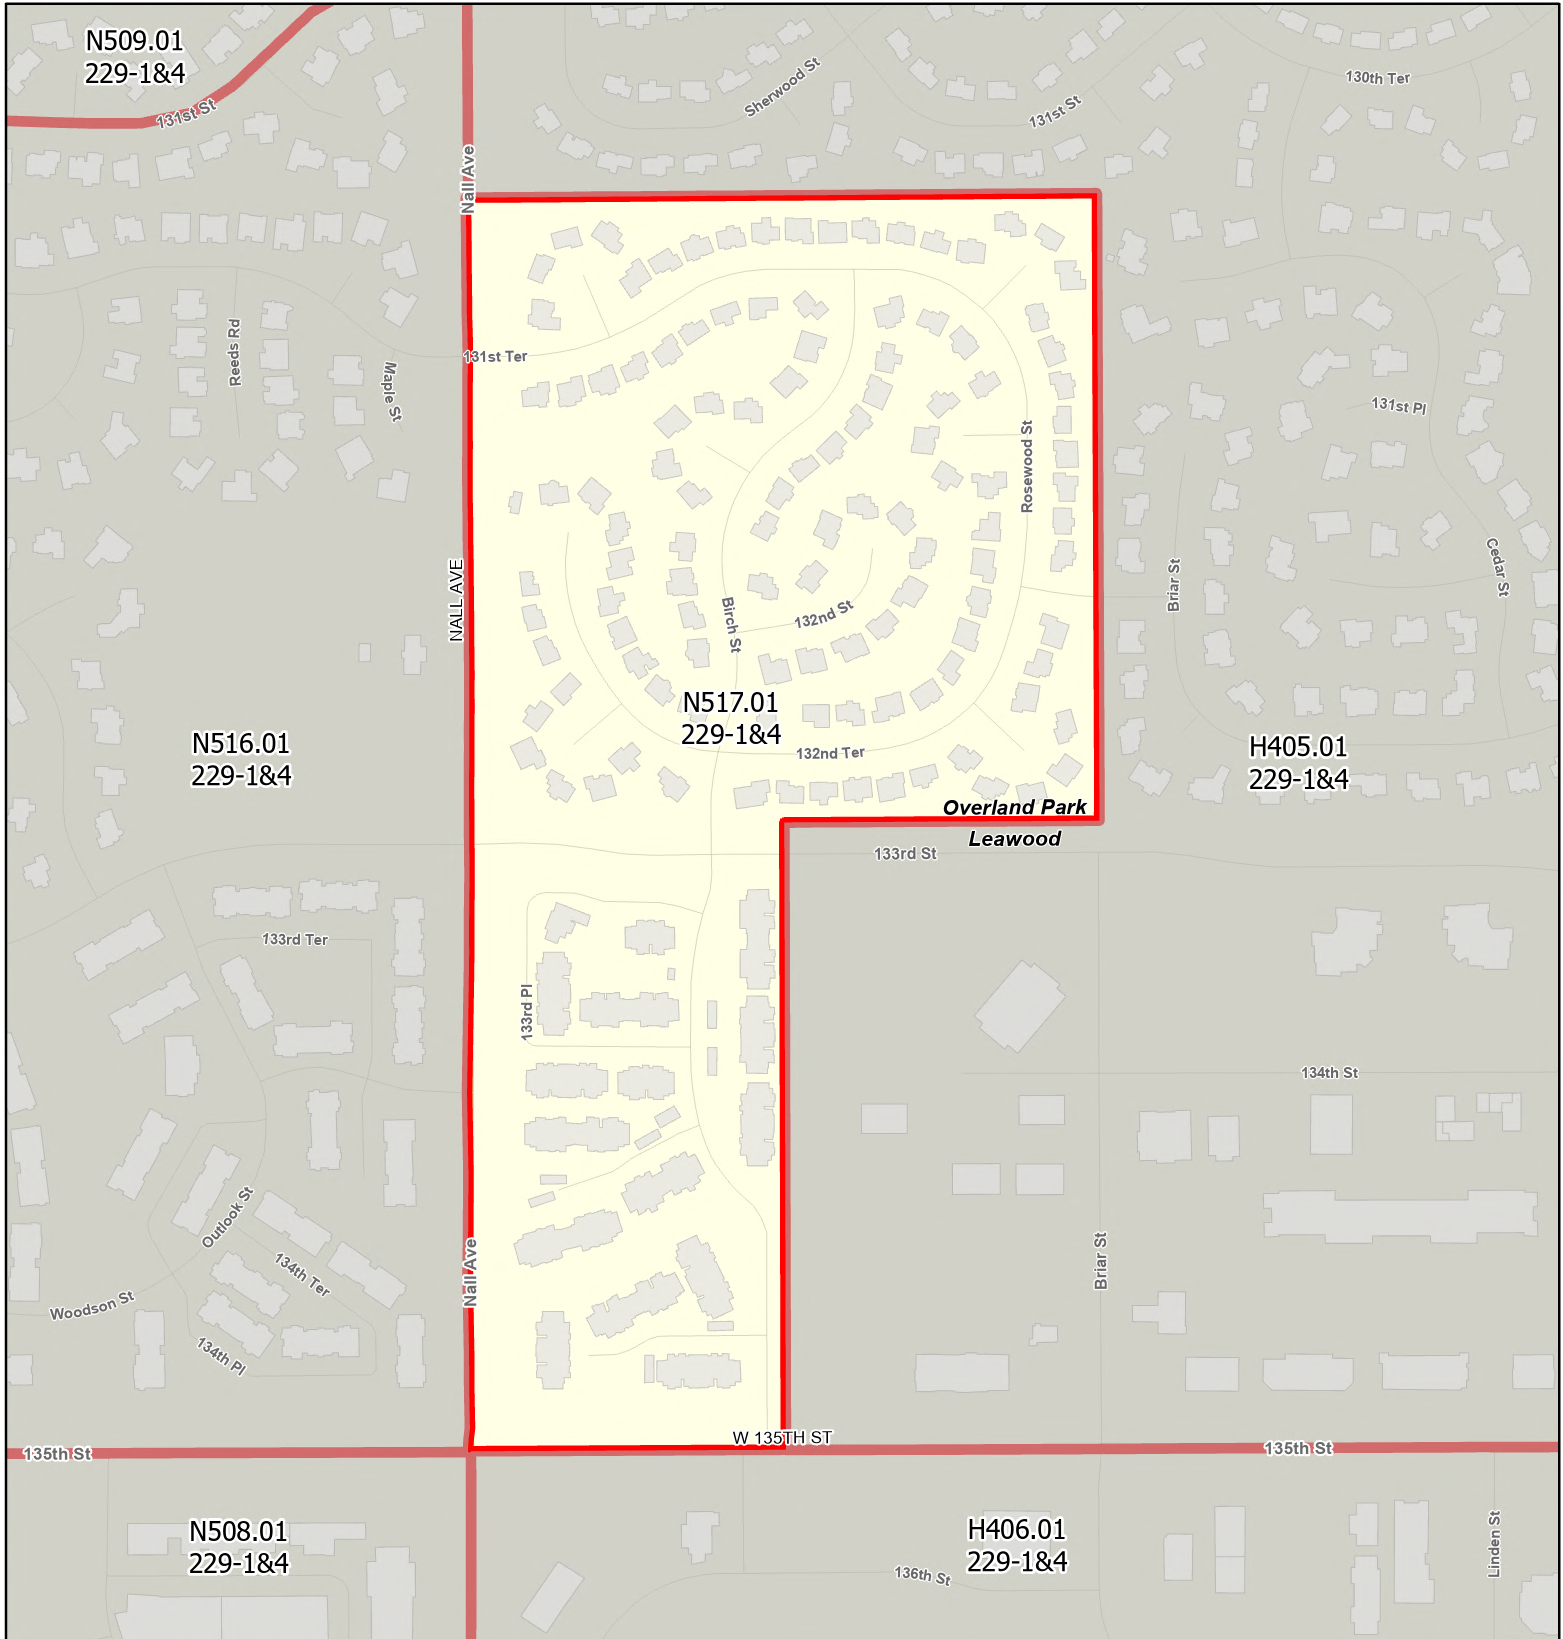 N509.01
229-1&4
131st St
Nall Ave
Sherwood St
131st St
130th Ter
131st Ter
Reeds Rd
Maple St
131st Pl
Rosewood St
NALL AVE
Birch St
132nd St
Briar St
Cedar St
N517.01
229-1&4
N516.01
229-1&4
132nd Ter
H405.01
229-1&4
Overland Park
Leawood
133rd St
133rd Ter
133rd Pl
134th St
Outlook St
Nall Ave
134th Ter
Briar St
Woodson St
134th Pl
W 135TH ST
135th St
135th St
N508.01
229-1&4
H406.01
229-1&4
136th St
Linden St